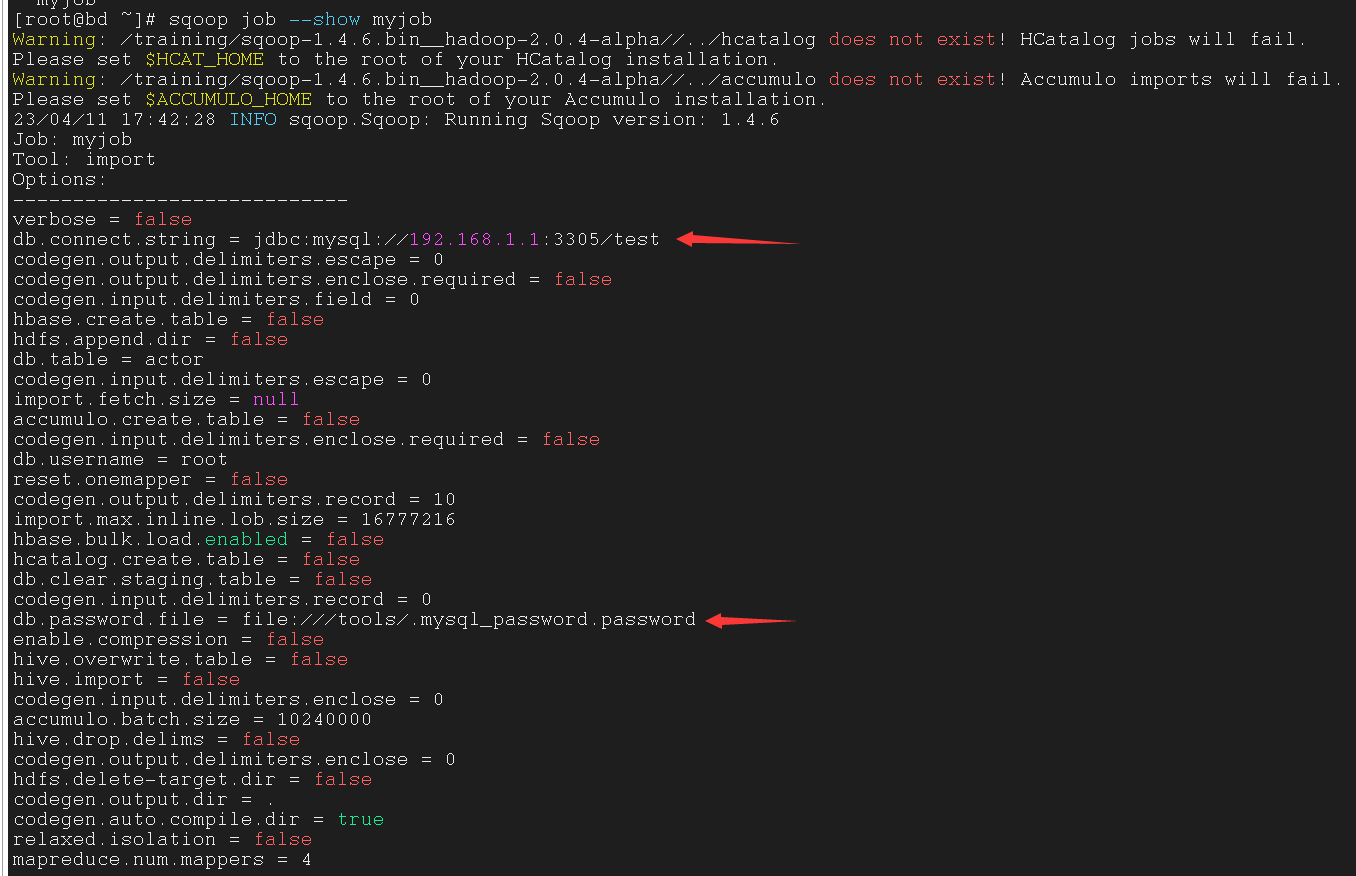 myjob
[root@bd ~]# sqoop job --show myjob
Warning: /training/sqoop-1.4.6.bin__hadoop-2.0.4-alpha//../hcatalog does not exist! HCatalog jobs will fail.
Please set $HCAT_HOME to the root of your HCatalog installation.
Warning: /training/sqoop-1.4.6.bin__hadoop-2.0.4-alpha//../accumulo does not exist! Accumulo imports will fail.
Please set $ACCUMULO_HOME to the root of your Accumulo installation.
23/04/11 17:42:28 INFO sqoop.Sqoop: Running Sqoop version: 1.4.6
Job: myjob
Tool: import
Options:
----------------------------
verbose = false
db.connect.string = jdbc:mysql://192.168.1.1:3305/test
codegen.output.delimiters.escape = 0
codegen.output.delimiters.enclose.required = false
codegen.input.delimiters.field = 0
hbase.create.table = false
hdfs.append.dir = false
db.table = actor
codegen.input.delimiters.escape = 0
import.fetch.size = null
accumulo.create.table = false
codegen.input.delimiters.enclose.required = false
db.username = root
reset.onemapper = false
codegen.output.delimiters.record = 10
import.max.inline.lob.size = 16777216
hbase.bulk.load.enabled = false
hcatalog.create.table = false
db.clear.staging.table = false
codegen.input.delimiters.record = 0
db.password.file = file:///tools/.mysql_password.password
enable.compression = false
hive.overwrite.table = false
hive.import = false
codegen.input.delimiters.enclose = 0
accumulo.batch.size = 10240000
hive.drop.delims = false
codegen.output.delimiters.enclose = 0
hdfs.delete-target.dir = false
codegen.output.dir = .
codegen.auto.compile.dir = true
relaxed.isolation = false
mapreduce.num.mappers = 4